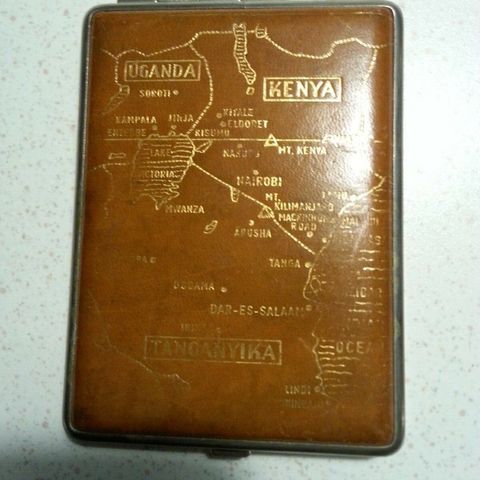 UGANDA
KENYA
SOROTI
KITALE
ELDORET
KAMPALA
JINJA
ENTEBBE
KISUMU
LAKE
VICTORIA
NAKURU
MT. KENYA
NAIROBI
MT.
KILIMANJARO
MACKINNON
ROAD
MWANZA
ARUSHA
TANGA
DODOMA
DAR-ES-SALAAM
TANGANYIKA
OCEAN
LINDI